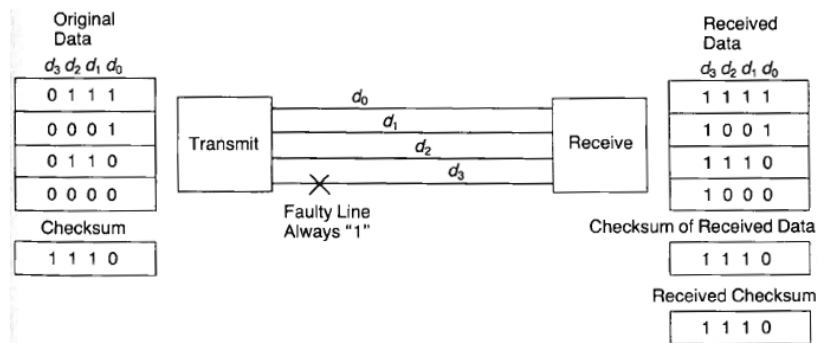 Original
Data
d₃ d₂ d₁ d₀
0 1 1 1
0 0 0 1
0 1 1 0
0 0 0 0
Checksum
1 1 1 0
Transmit
d₀
d₁
d₂
d₃
Faulty Line
Always "1"
Receive
Received
Data
d₃ d₂ d₁ d₀
1 1 1 1
1 0 0 1
1 1 1 0
1 0 0 0
Checksum of Received Data
1 1 1 0
Received Checksum
1 1 1 0